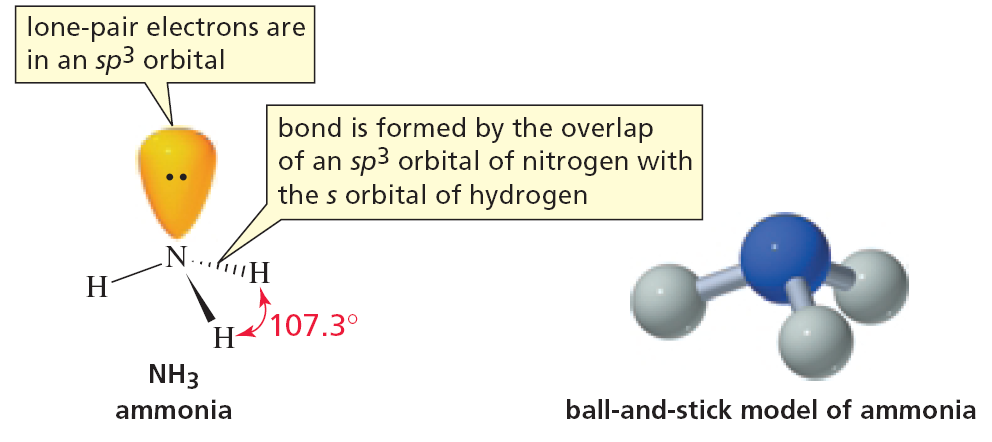 lone-pair electrons are
in an sp3 orbital
bond is formed by the overlap
of an sp3 orbital of nitrogen with
the s orbital of hydrogen
N
H
H
H
107.3°
NH3
ammonia
ball-and-stick model of ammonia